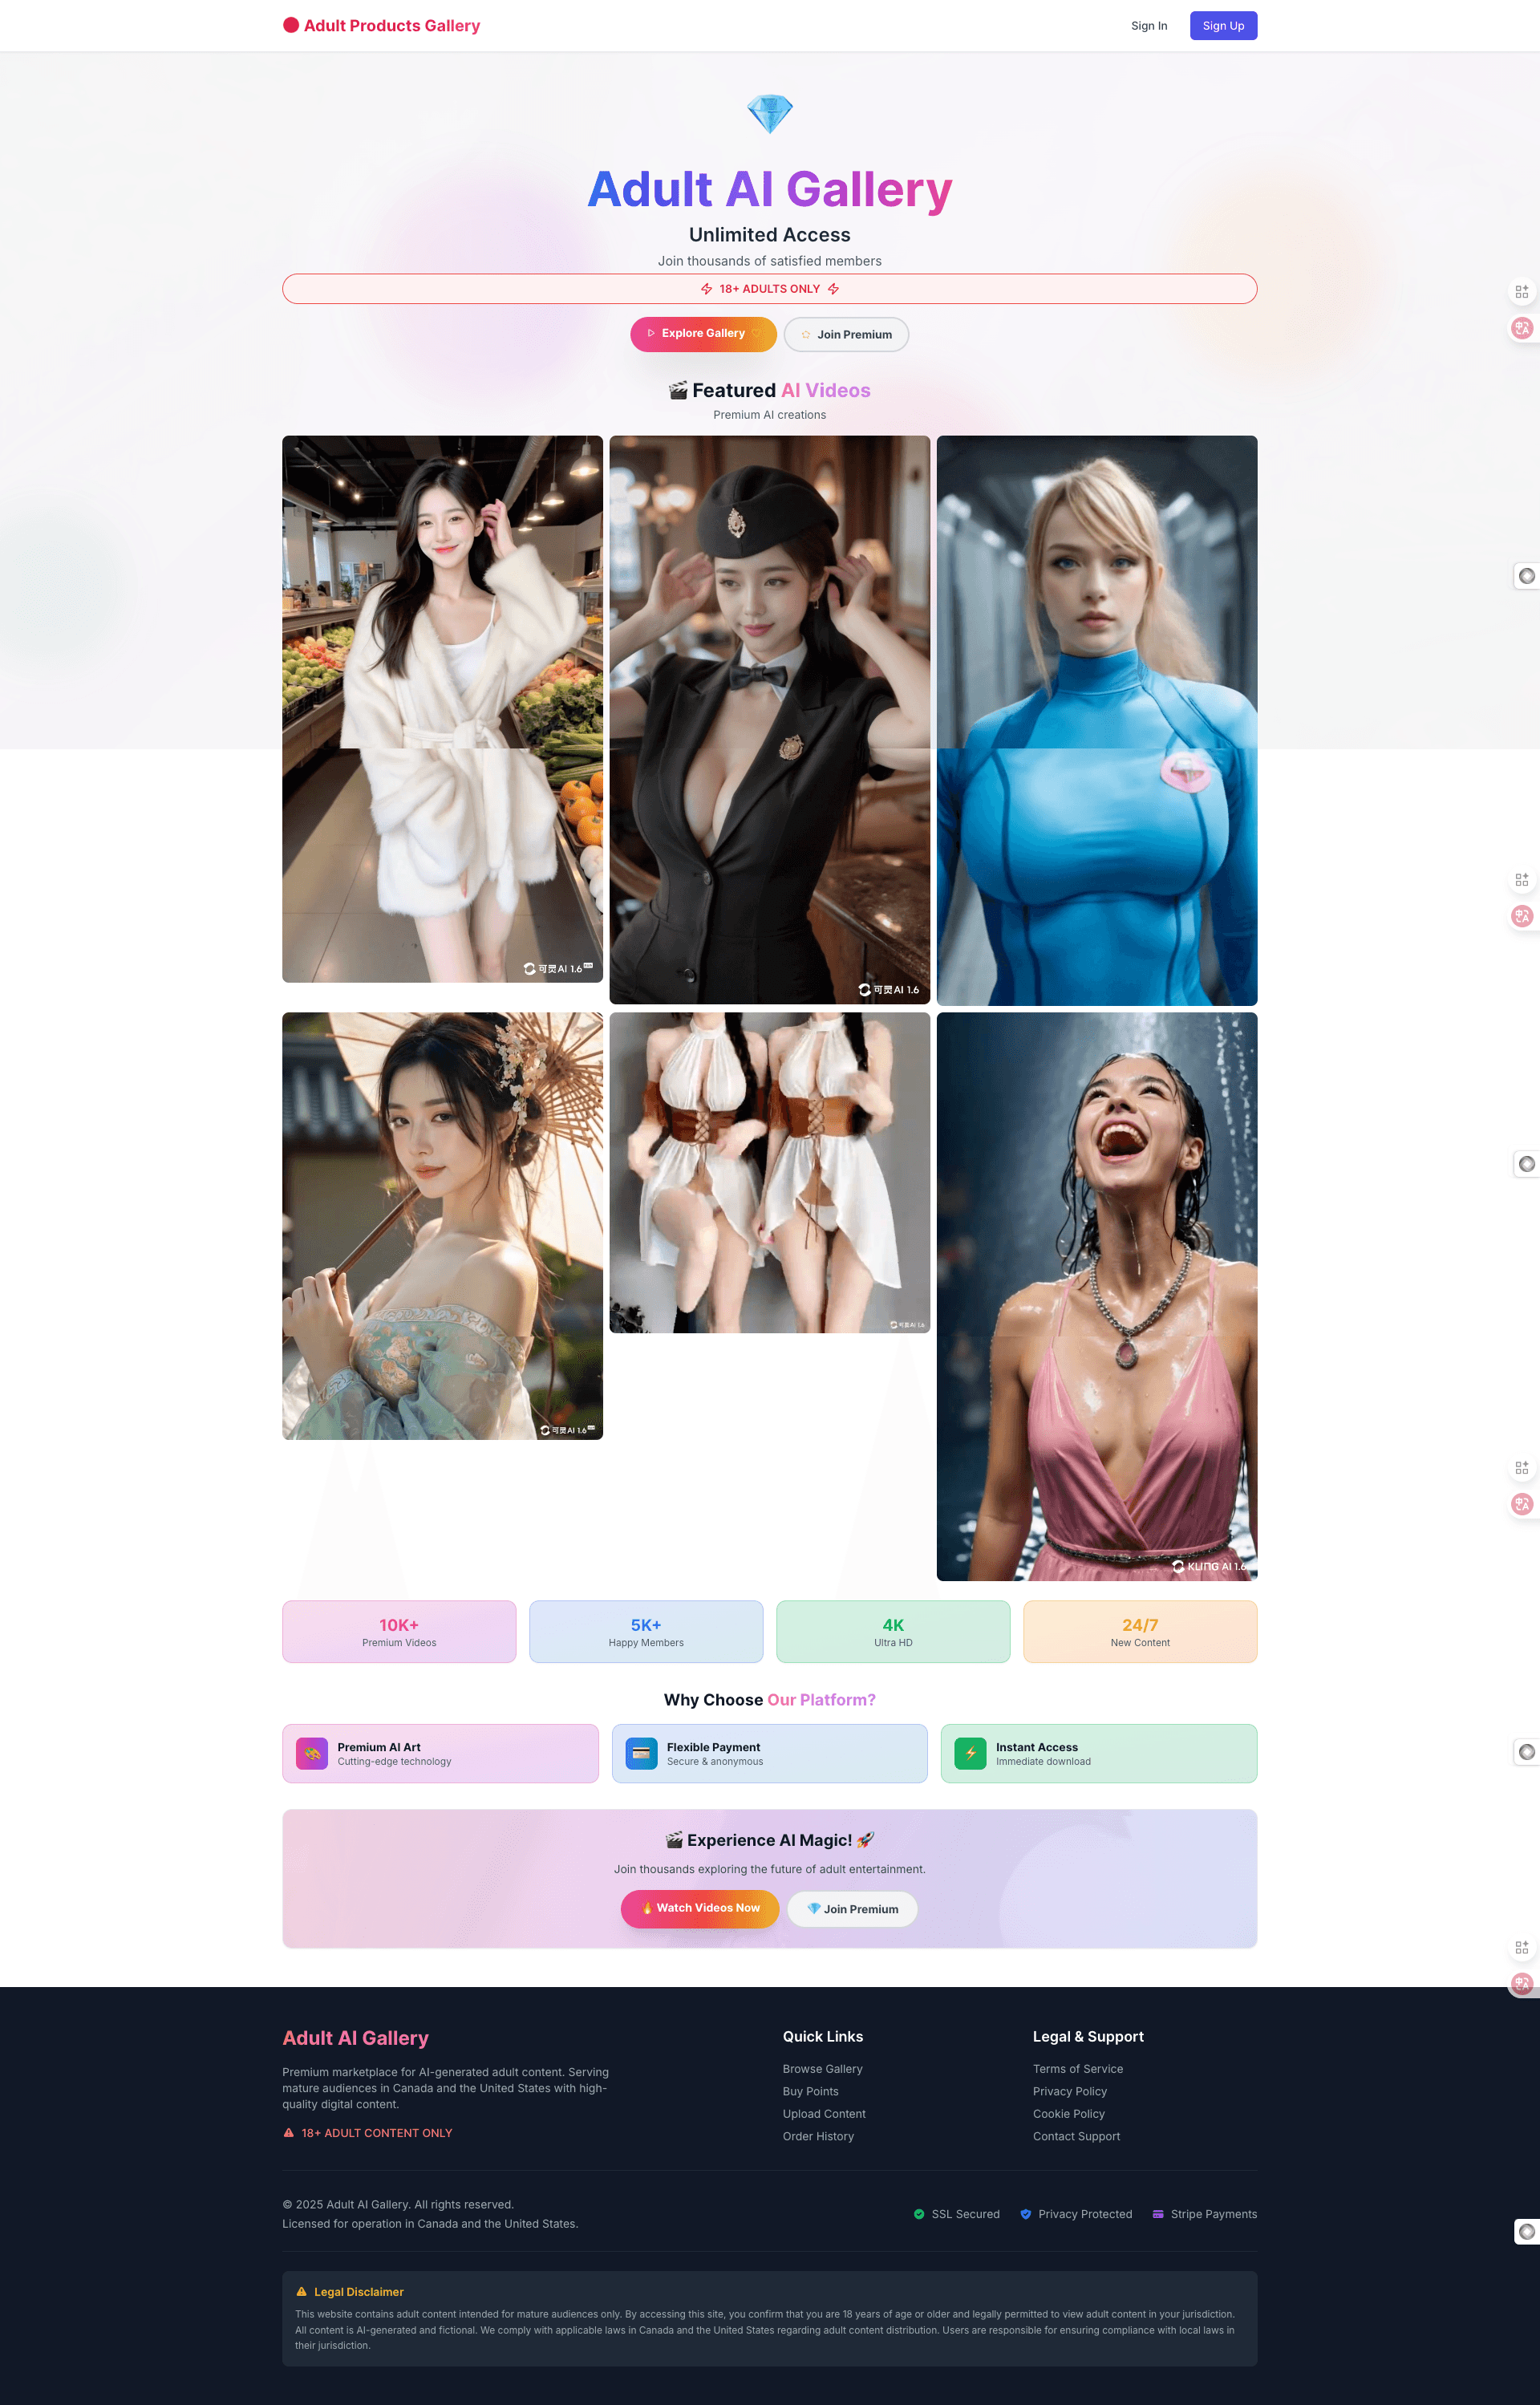 Adult Products Gallery
Sign In
Sign Up
Adult AI Gallery
Unlimited Access
Join thousands of satisfied members
18+ ADULTS ONLY
Explore Gallery
Join Premium
Featured AI Videos
Premium AI creations
可灵AI 1.6
可灵AI 1.6
可灵AI 1.6
可灵AI 1.6
KLING AI 1.6
10K+
Premium Videos
5K+
Happy Members
4K
Ultra HD
24/7
New Content
Why Choose Our Platform?
Premium AI Art
Cutting-edge technology
Flexible Payment
Secure & anonymous
Instant Access
Immediate download
Experience AI Magic!
Join thousands exploring the future of adult entertainment.
Watch Videos Now
Join Premium
Adult AI Gallery
Premium marketplace for AI-generated adult content. Serving
mature audiences in Canada and the United States with high-
quality digital content.
18+ ADULT CONTENT ONLY
Quick Links
Browse Gallery
Buy Points
Upload Content
Order History
Legal & Support
Terms of Service
Privacy Policy
Cookie Policy
Contact Support
© 2025 Adult AI Gallery. All rights reserved.
Licensed for operation in Canada and the United States.
SSL Secured
Privacy Protected
Stripe Payments
Legal Disclaimer
This website contains adult content intended for mature audiences only. By accessing this site, you confirm that you are 18 years of age or older and legally permitted to view adult content in your jurisdiction.
All content is AI-generated and fictional. We comply with applicable laws in Canada and the United States regarding adult content distribution. Users are responsible for ensuring compliance with local laws in
their jurisdiction.